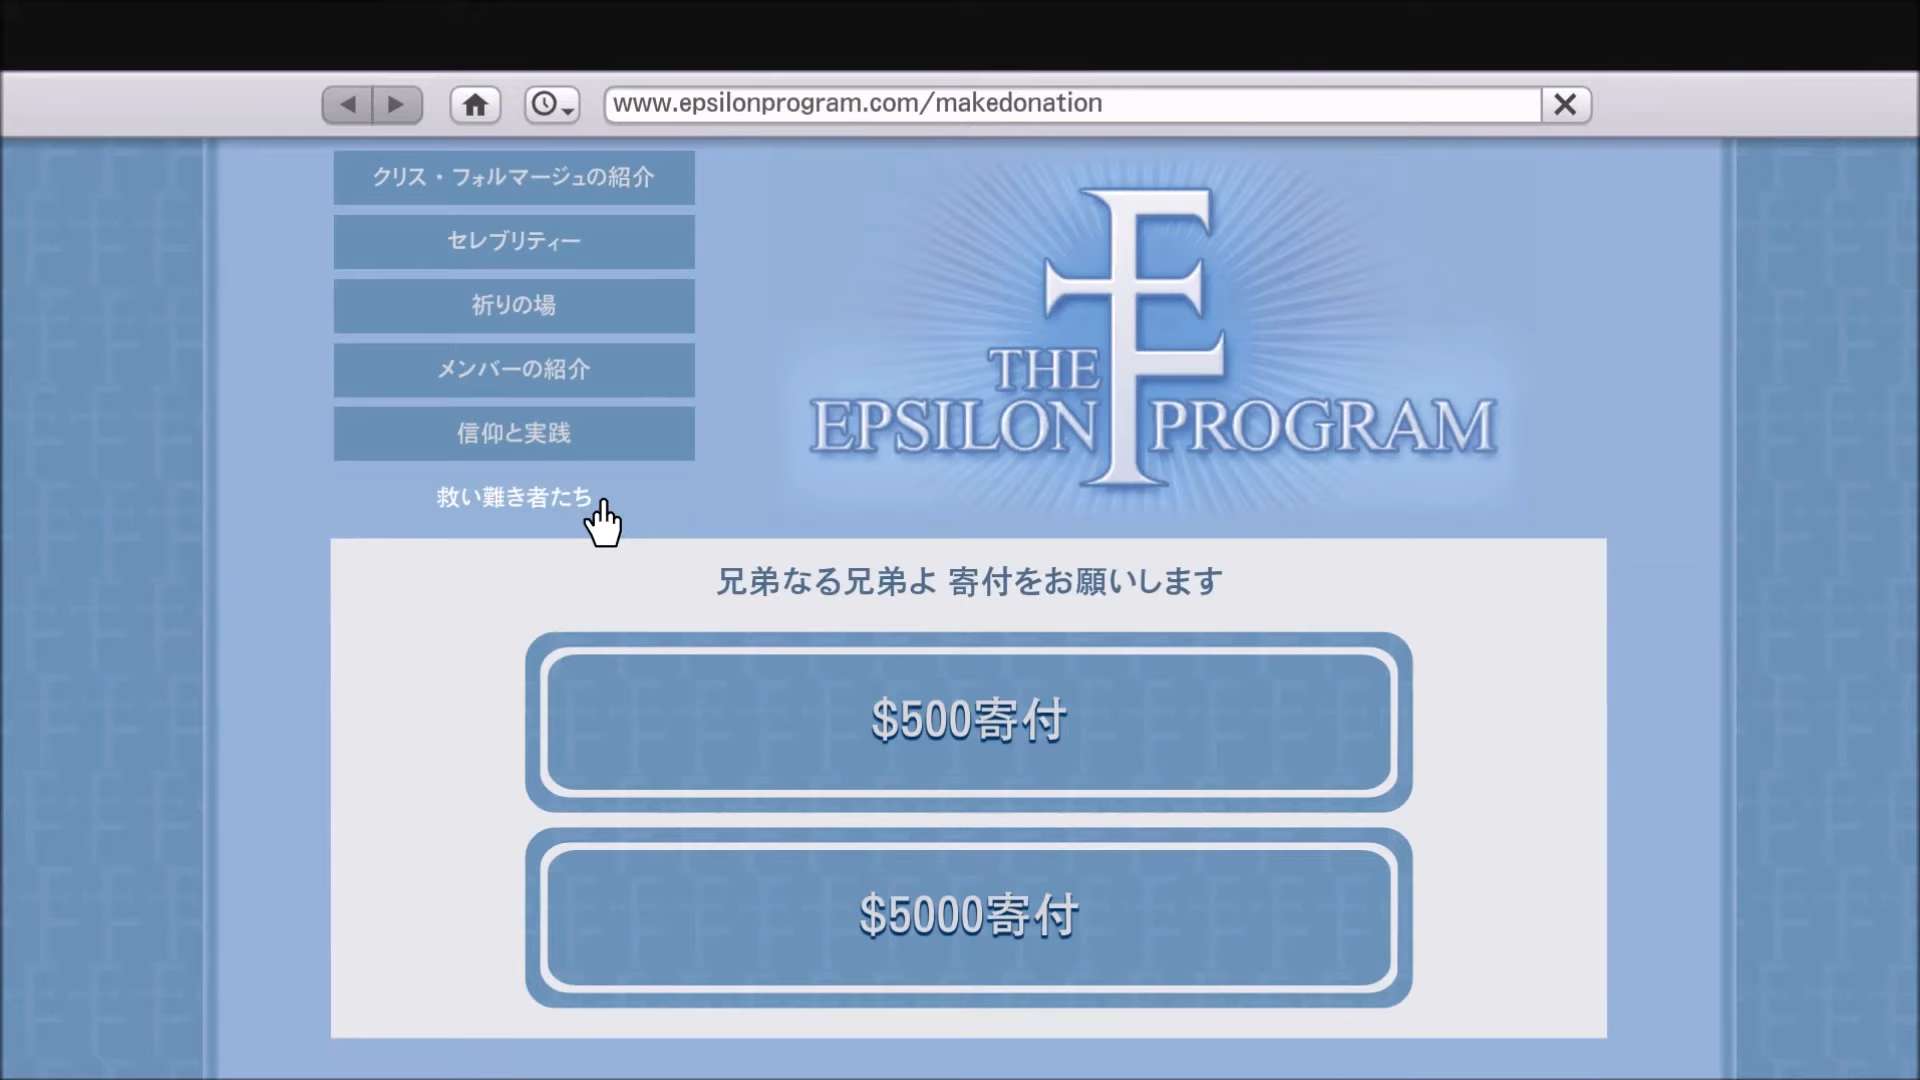 www.epsilonprogram.com/makedonation
クリス・フォルマージュの紹介
セレブリティー
祈りの場
メンバーの紹介
信仰と実践
救い難き者たち
THE
EPSILON PROGRAM
兄弟なる兄弟よ 寄付をお願いします
$500寄付
$5000寄付